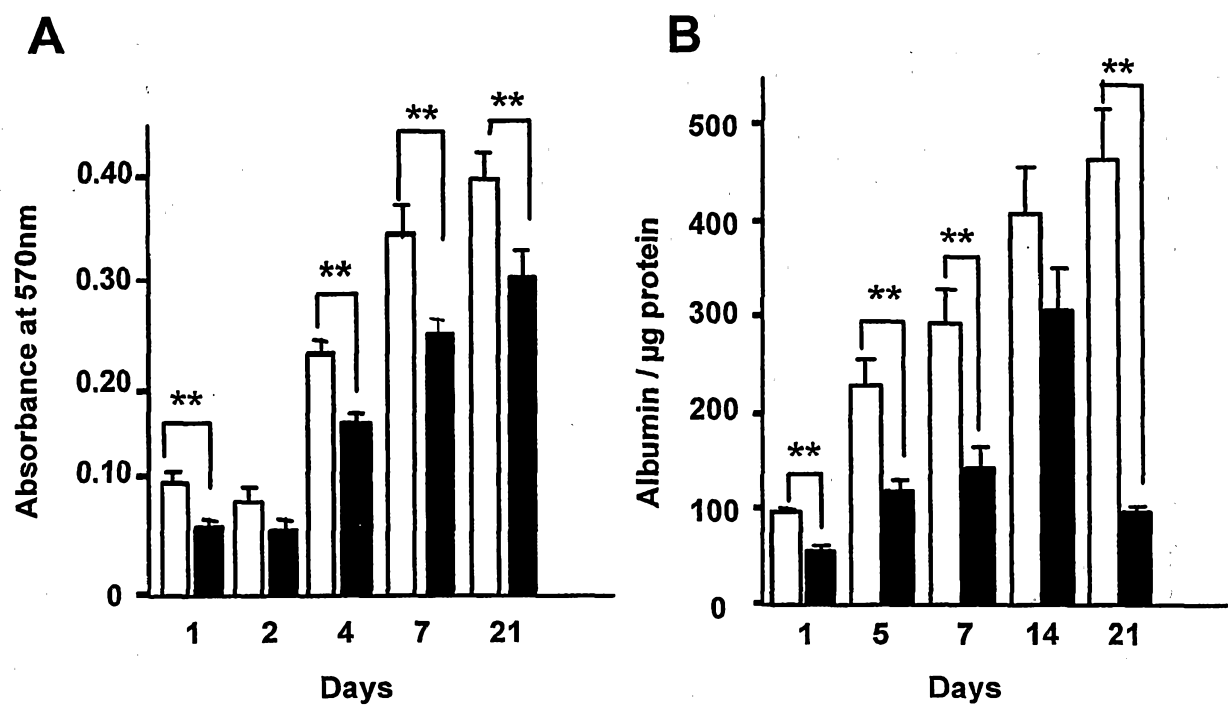 A
Absorbance at 570nm
0.40
0.30
0.20
0.10
0
**
**
**
**
1 2 4 7 21
Days
B
Albumin / µg protein
500
400
300
200
100
0
**
**
**
**
1 5 7 14 21
Days